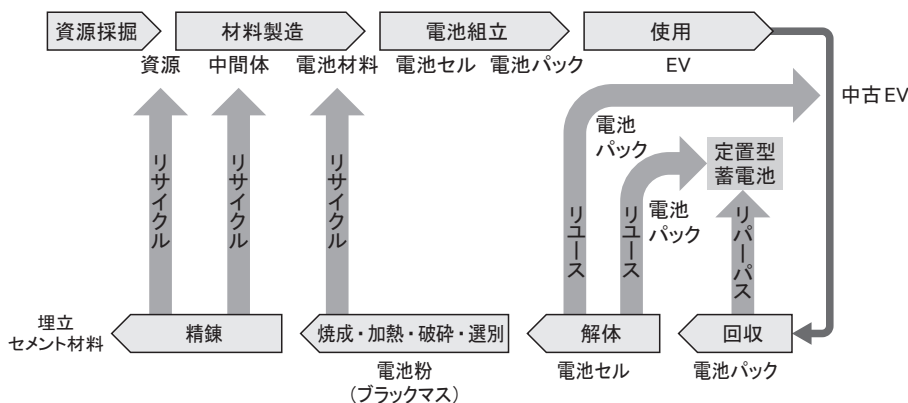 資源採掘
材料製造
電池組立
使用
資源
中間体
電池材料
電池セル
電池パック
EV
中古EV
リサイクル
リサイクル
リサイクル
電池
パック
リユース
リユース
電池
パック
定置型
蓄電池
リパーパス
埋立
セメント材料
精錬
焼成・加熱・破砕・選別
解体
回収
電池粉
(ブラックマス)
電池セル
電池パック